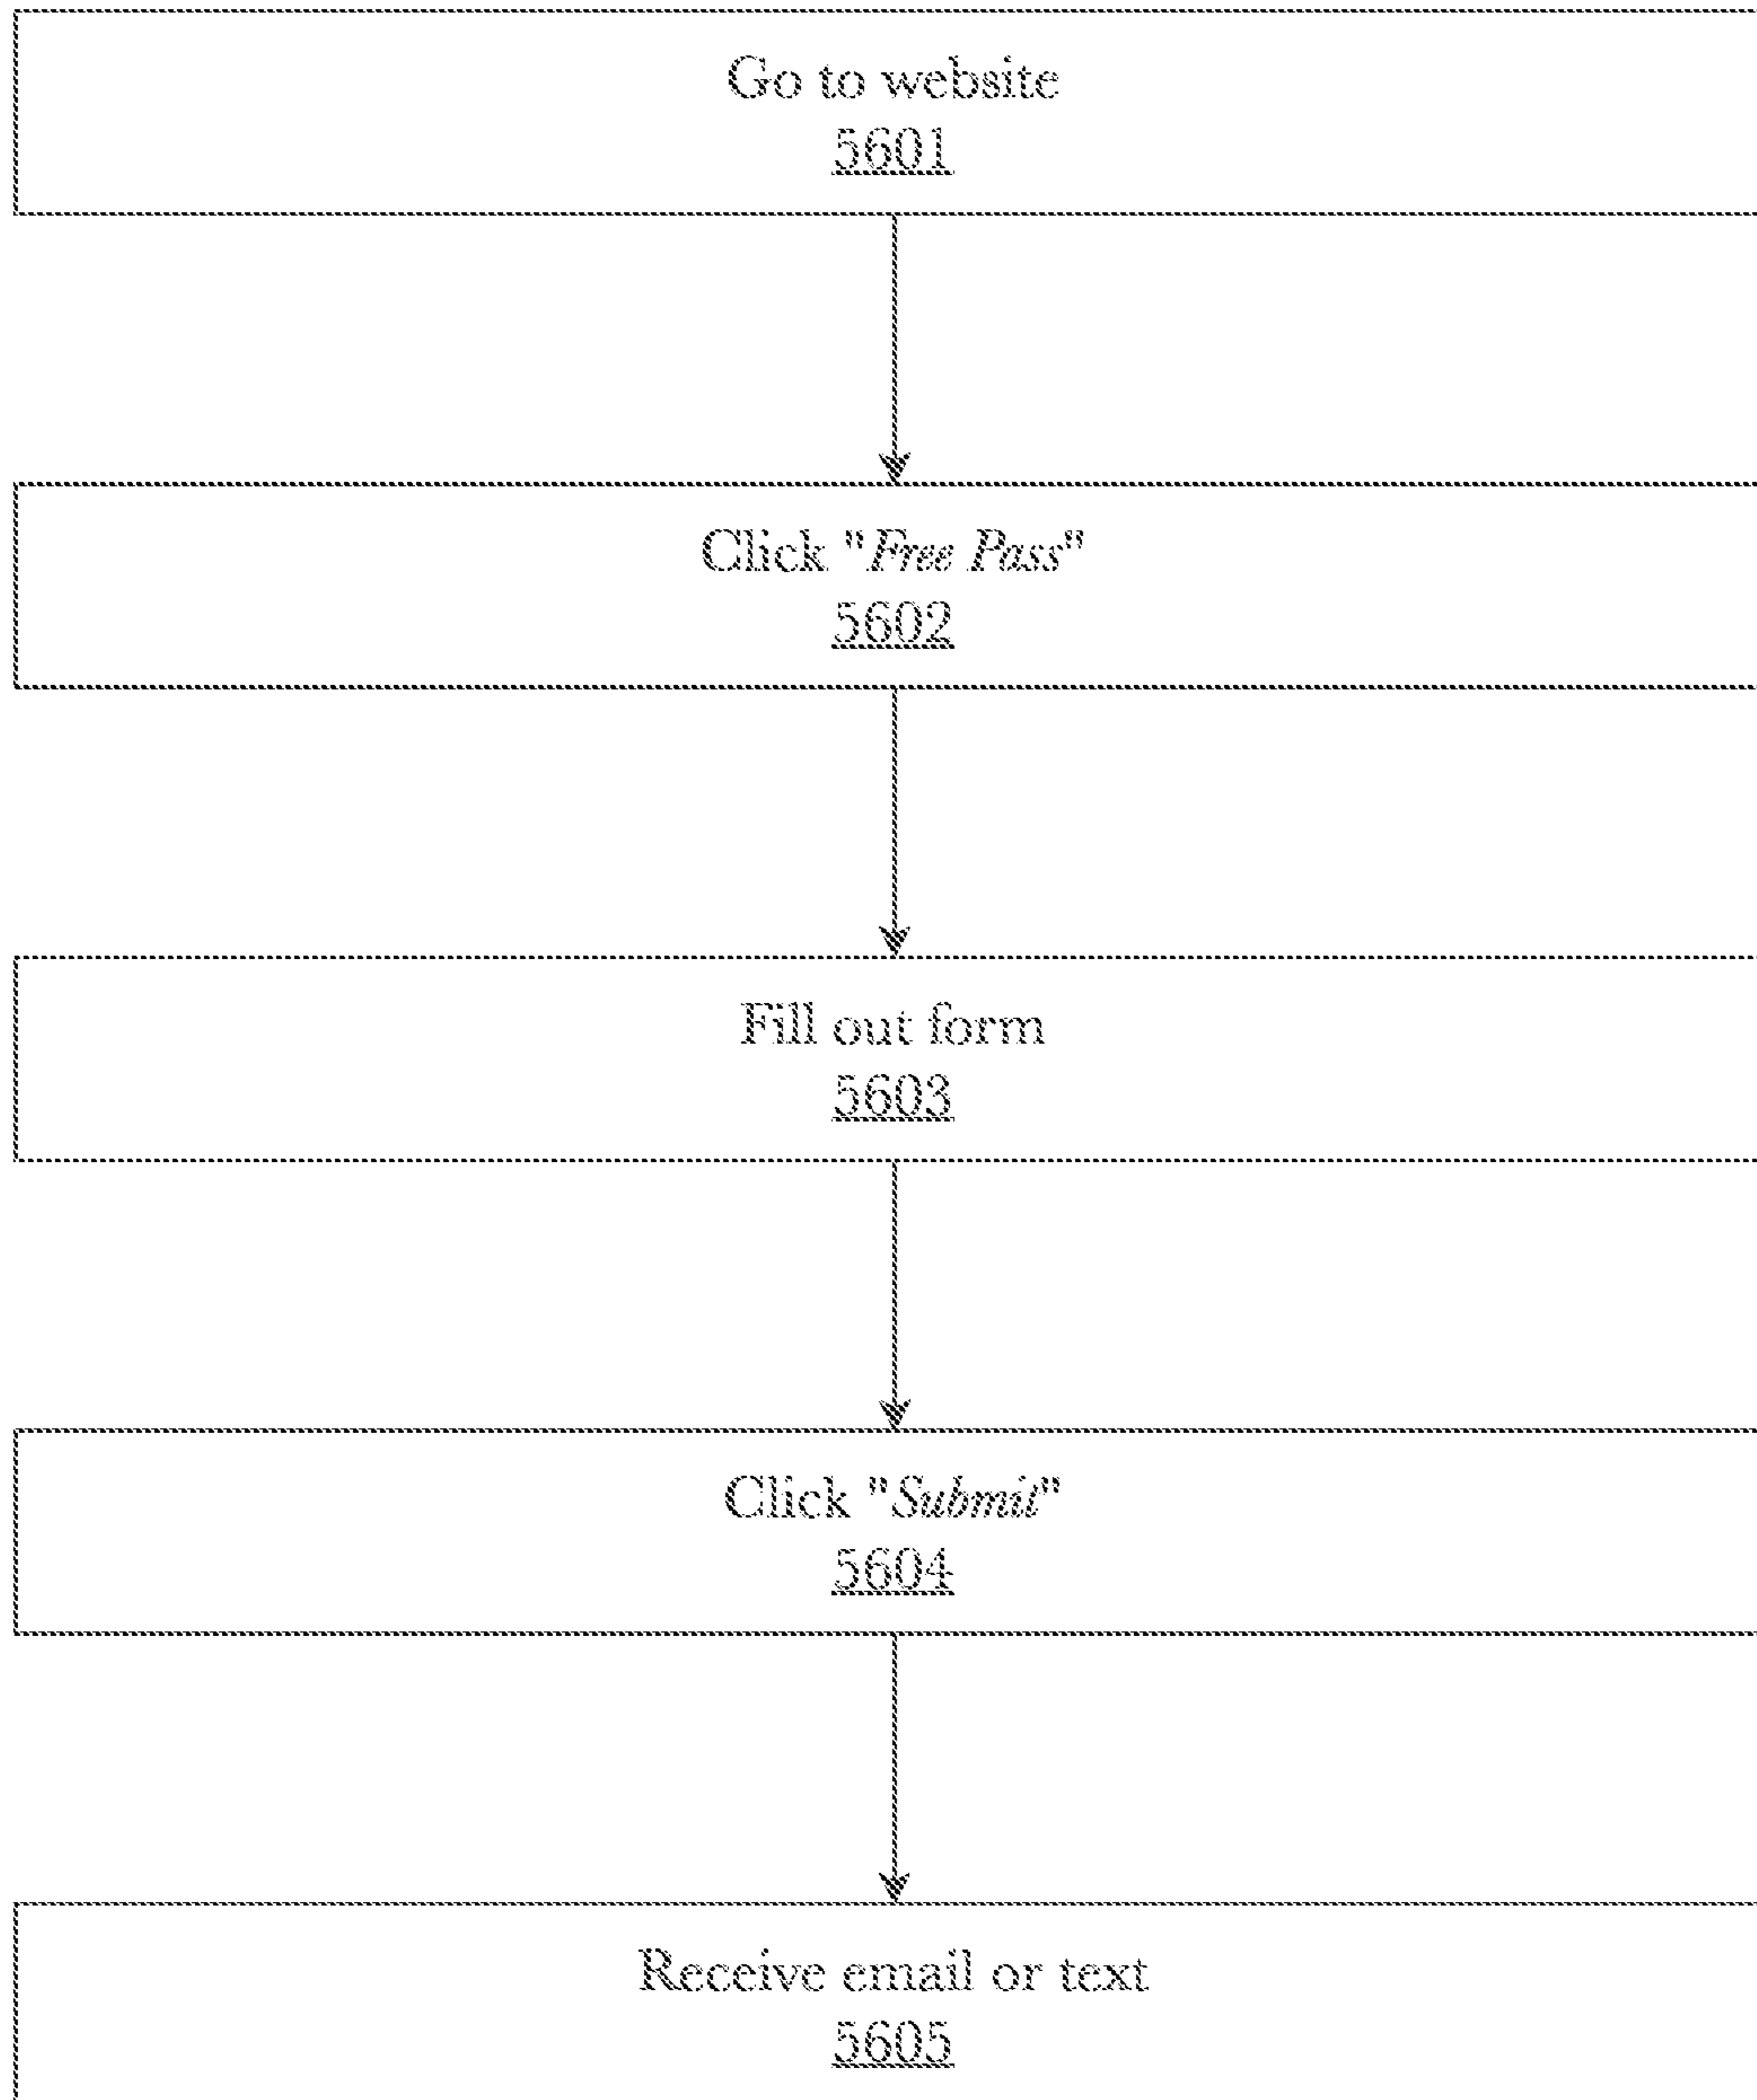 Go to website
5601
Click "Free Pass"
5602
Fill out form
5603
Click "Submit"
5604
Receive email or text
5605